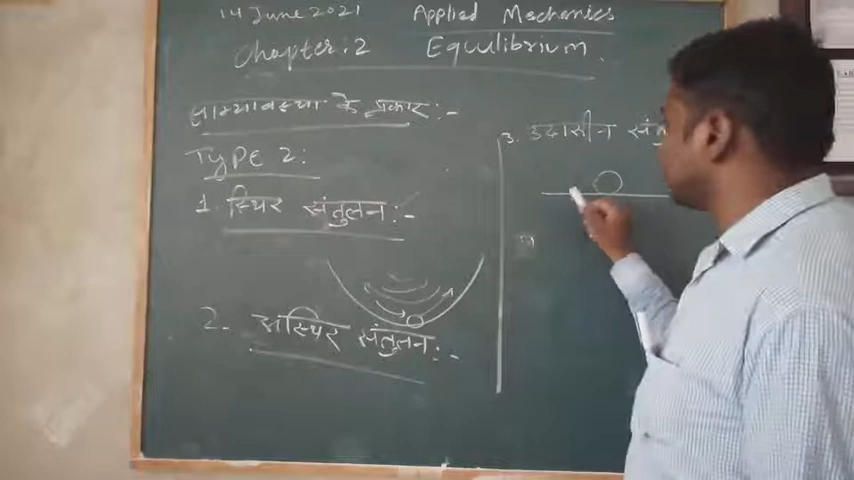 14 June 2021 Applied Mechanics
Chapter: 2 Equilibrium.
साम्यावस्था के प्रकार :-
TYPE 2:
1. स्थिर संतुलन :-
2. अस्थिर संतुलन :-
3. उदासीन